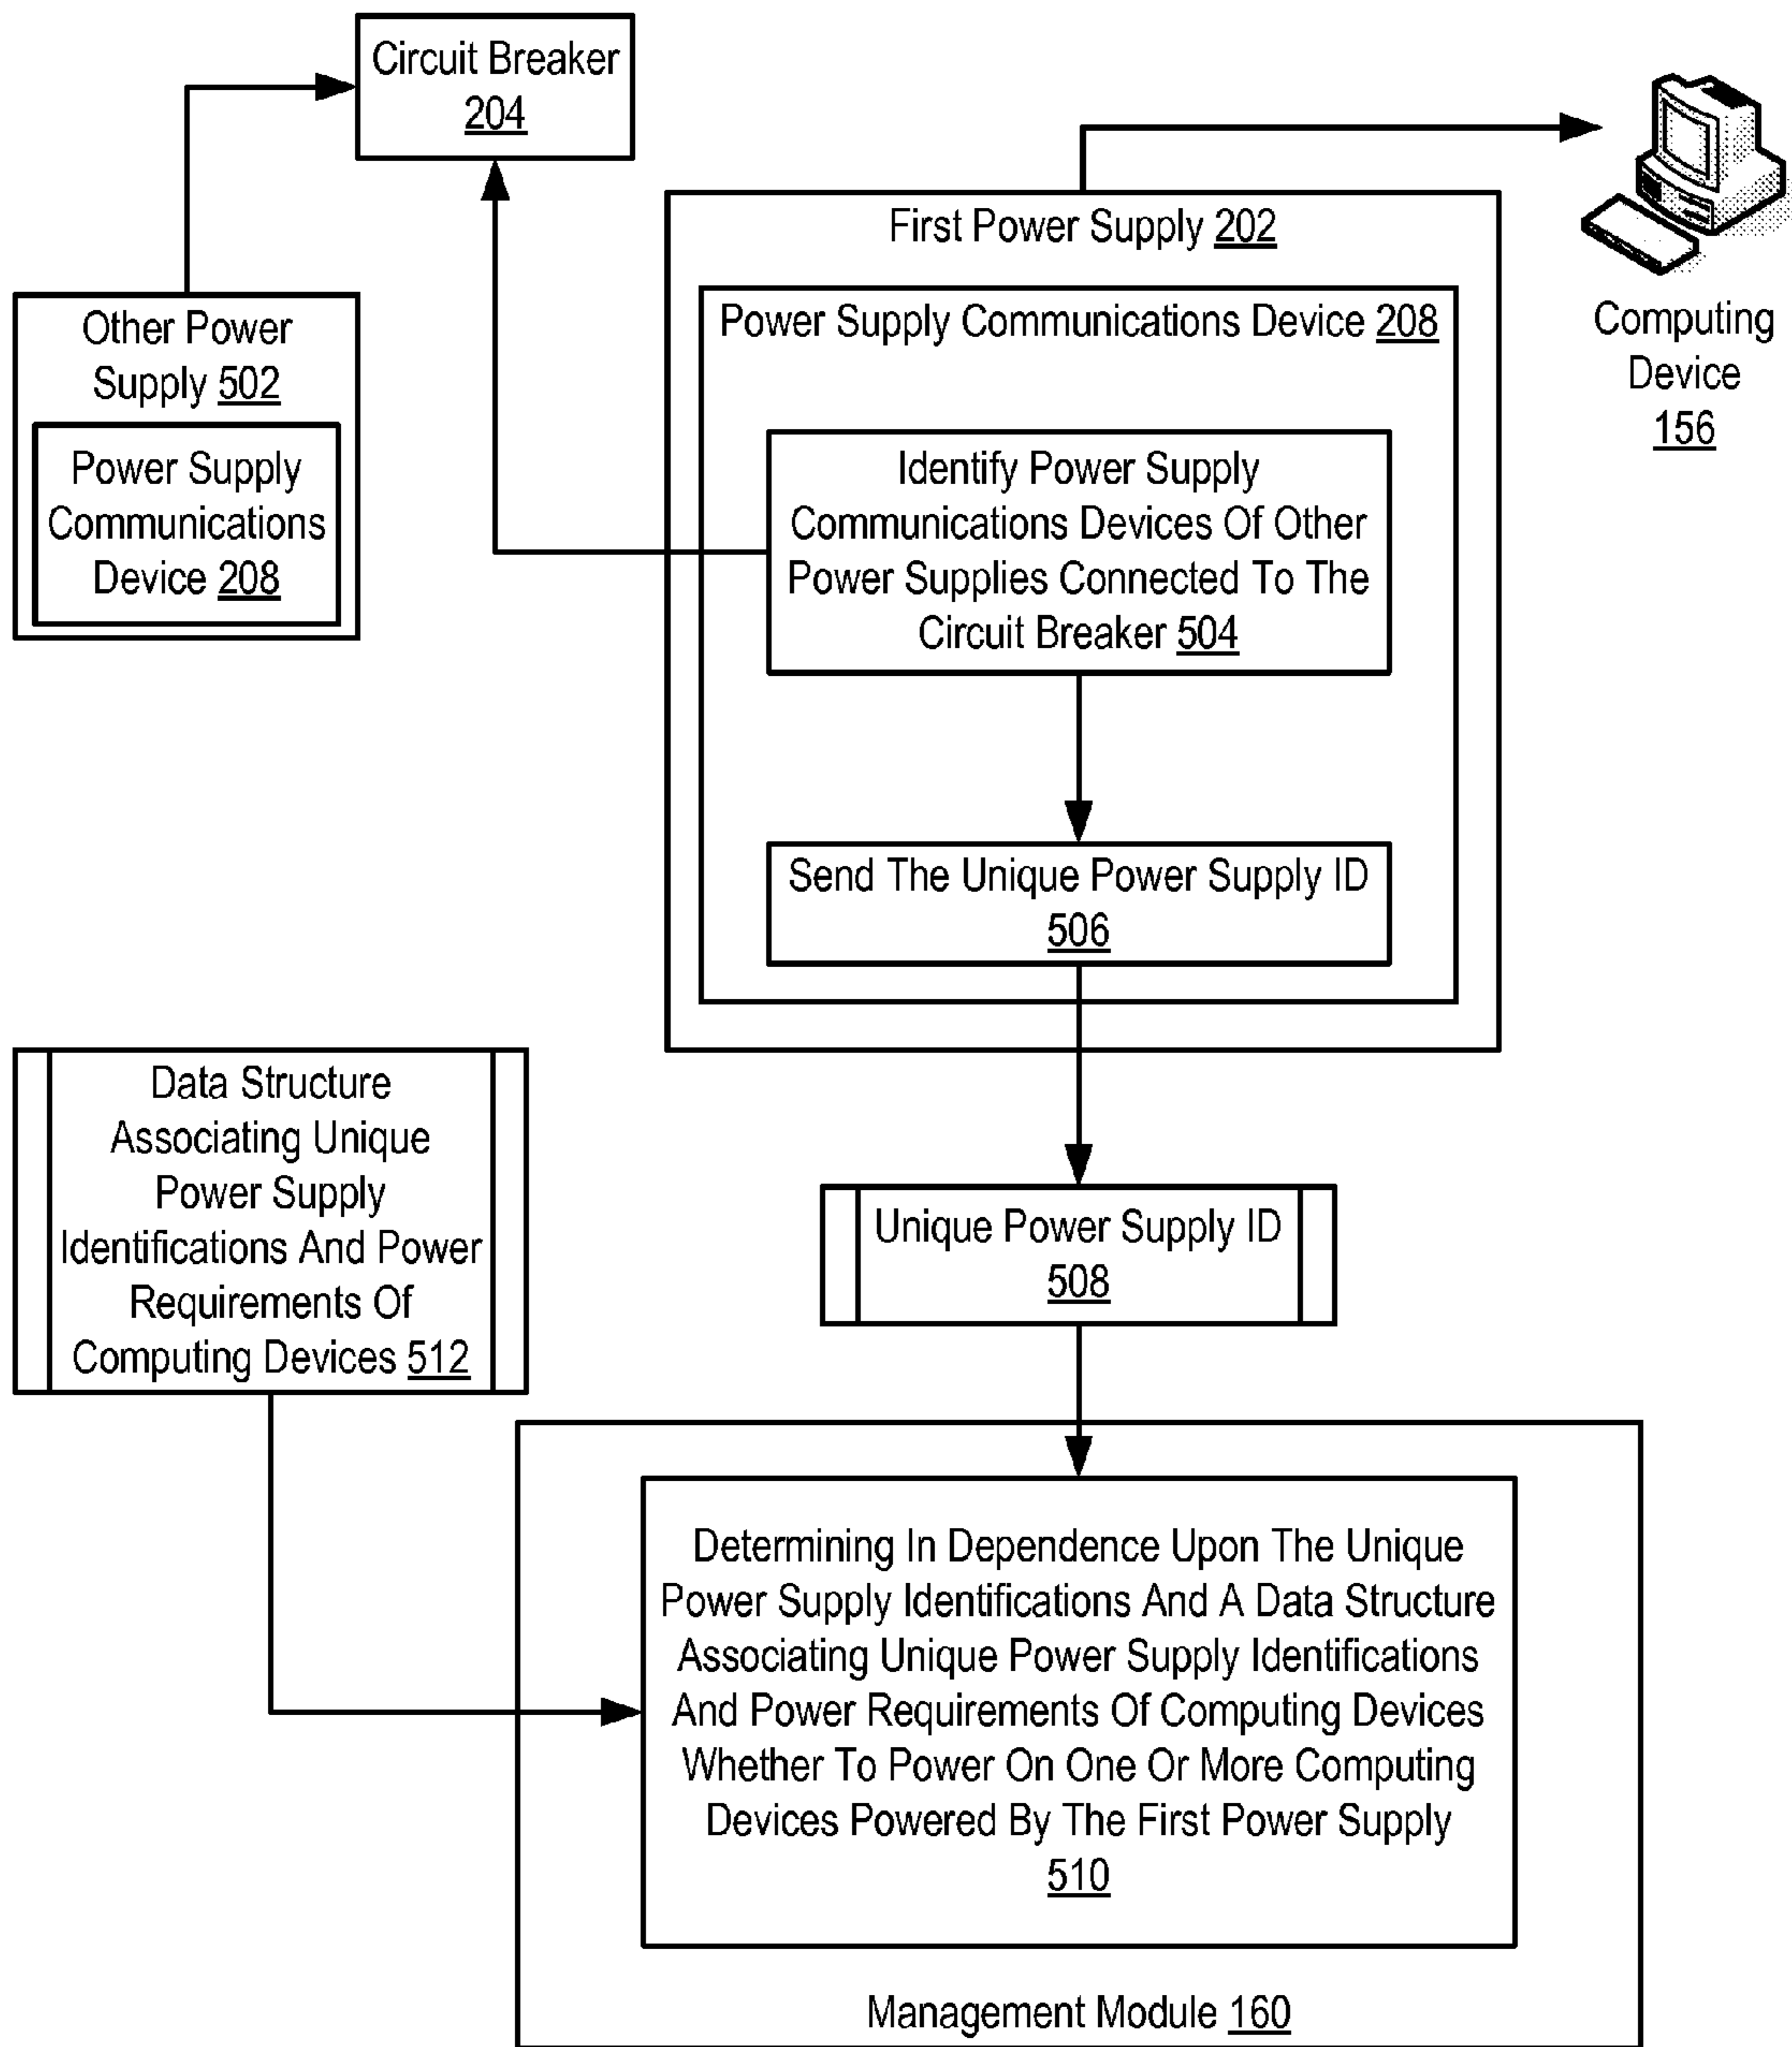 Circuit Breaker
204
First Power Supply 202
Computing
Device
156
Other Power
Supply 502
Power Supply
Communications
Device 208
Power Supply Communications Device 208
Identify Power Supply
Communications Devices Of Other
Power Supplies Connected To The
Circuit Breaker 504
Send The Unique Power Supply ID
506
Data Structure
Associating Unique
Power Supply
Identifications And Power
Requirements Of
Computing Devices 512
Unique Power Supply ID
508
Determining In Dependence Upon The Unique
Power Supply Identifications And A Data Structure
Associating Unique Power Supply Identifications
And Power Requirements Of Computing Devices
Whether To Power On One Or More Computing
Devices Powered By The First Power Supply
510
Management Module 160